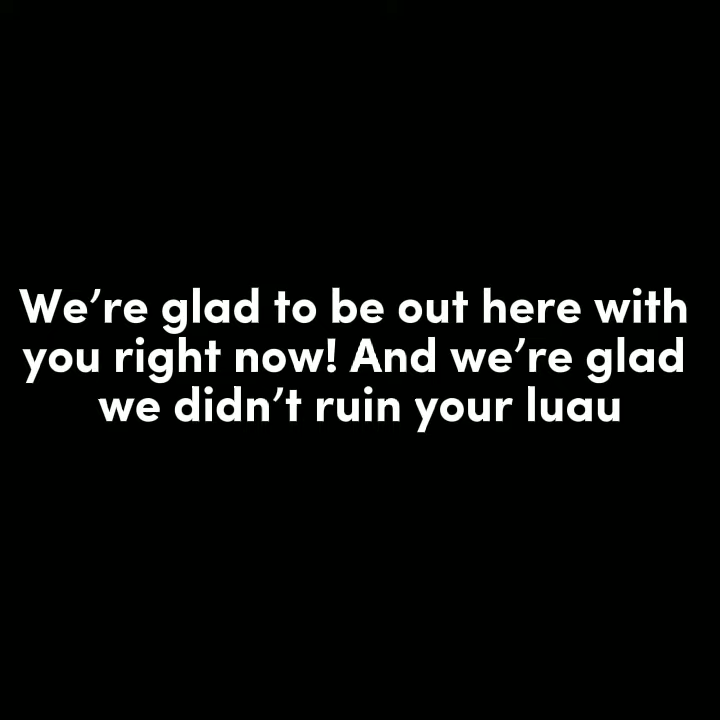 We’re glad to be out here with
you right now! And we’re glad
we didn’t ruin your luau